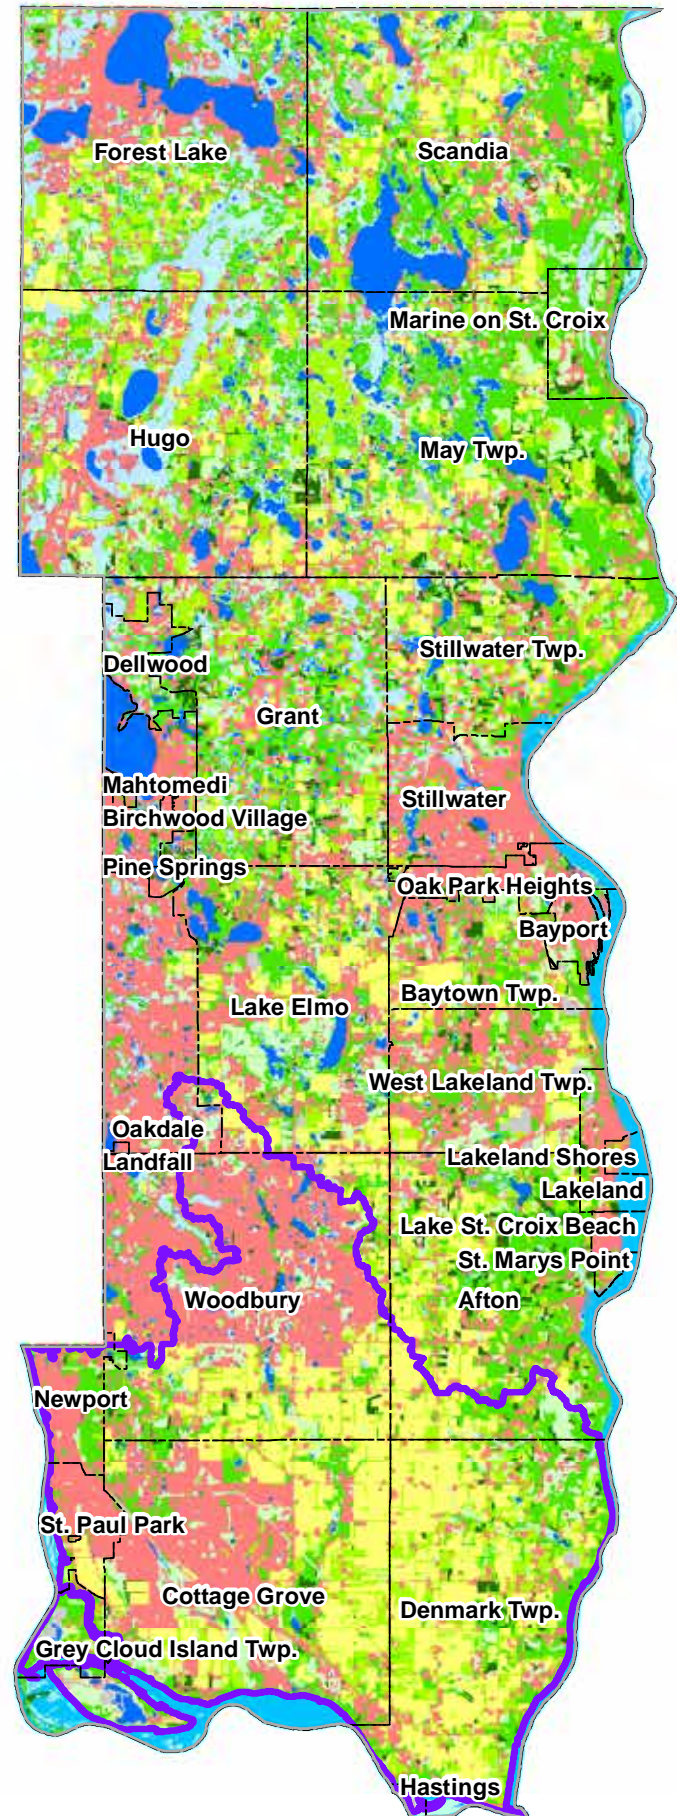 Forest Lake
Scandia
Marine on St. Croix
Hugo
May Twp.
Stillwater Twp.
Dellwood
Grant
Mahtomedi
Stillwater
Birchwood Village
Pine Springs
Oak Park Heights
Bayport
Baytown Twp.
Lake Elmo
West Lakeland Twp.
Oakdale
Lakeland Shores
Landfall
Lakeland
Lake St. Croix Beach
St. Marys Point
Woodbury
Afton
Newport
St. Paul Park
Cottage Grove
Denmark Twp.
Grey Cloud Island Twp.
Hastings